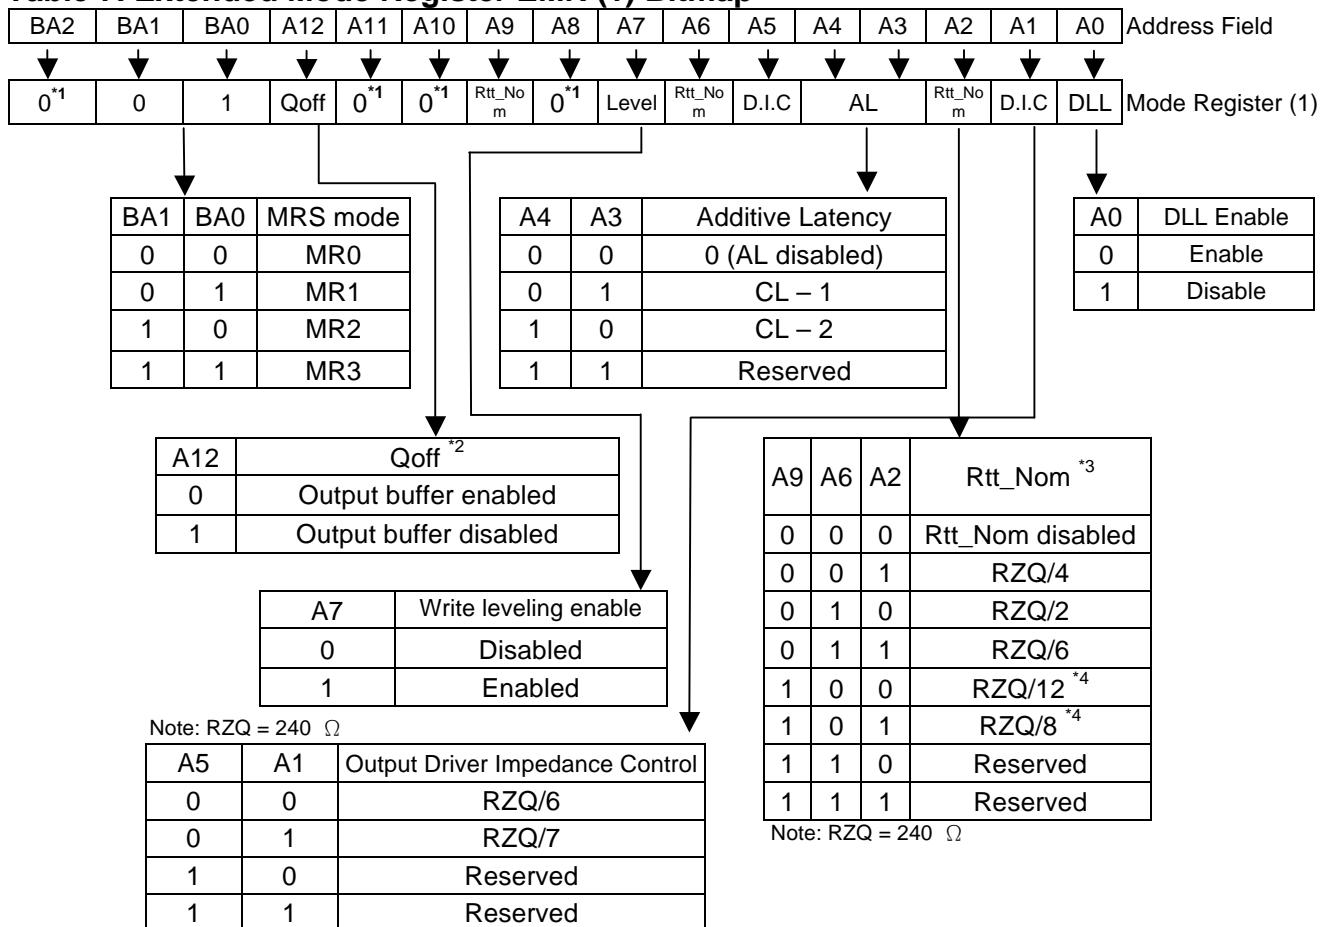 Table 7. Extended Mode Register EMR (1) Bitmap
BA2 BA1 BA0 A12 A11 A10 A9 A8 A7 A6 A5 A4 A3 A2 A1 A0 Address Field
0*1 0 1 Qoff 0*1 0*1 Rtt_No m 0*1 Level Rtt_No m D.I.C AL Rtt_No m D.I.C DLL Mode Register (1)
BA1 BA0 MRS mode
0 0 MR0
0 1 MR1
1 0 MR2
1 1 MR3
A4 A3 Additive Latency
0 0 0 (AL disabled)
0 1 CL – 1
1 0 CL – 2
1 1 Reserved
A0 DLL Enable
0 Enable
1 Disable
A12 Qoff *2
0 Output buffer enabled
1 Output buffer disabled
A9 A6 A2 Rtt_Nom *3
0 0 0 Rtt_Nom disabled
0 0 1 RZQ/4
0 1 0 RZQ/2
0 1 1 RZQ/6
1 0 0 RZQ/12 *4
1 0 1 RZQ/8 *4
1 1 0 Reserved
1 1 1 Reserved
Note: RZQ = 240 Ω
A7 Write leveling enable
0 Disabled
1 Enabled
Note: RZQ = 240 Ω
A5 A1 Output Driver Impedance Control
0 0 RZQ/6
0 1 RZQ/7
1 0 Reserved
1 1 Reserved